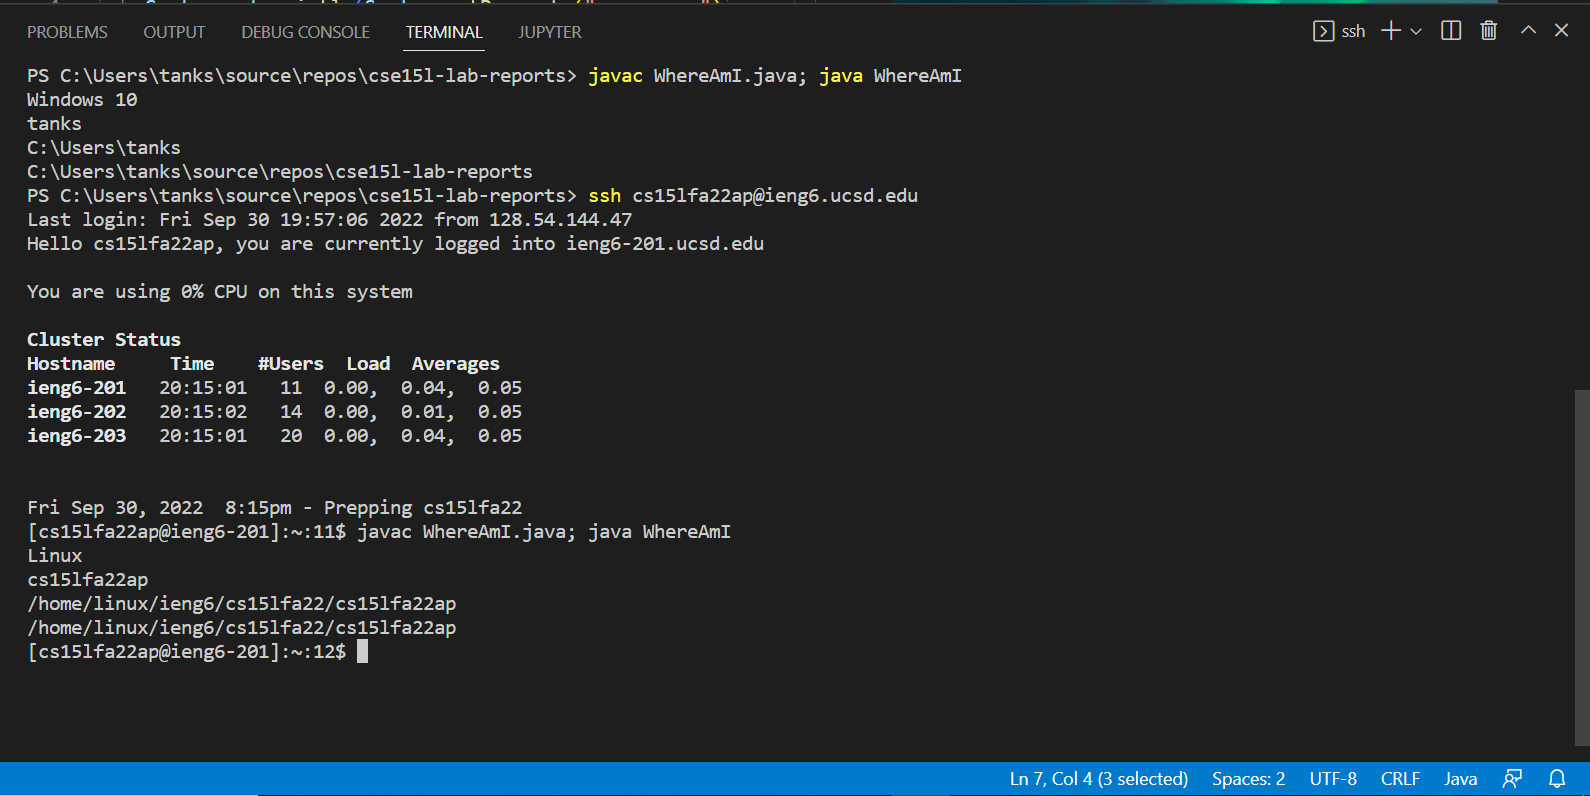 PROBLEMS OUTPUT DEBUG CONSOLE TERMINAL JUPYTER ssh
PS C:\Users\tanks\source\repos\cse15l-lab-reports> javac WhereAmI.java; java WhereAmI
Windows 10
tanks
C:\Users\tanks
C:\Users\tanks\source\repos\cse15l-lab-reports
PS C:\Users\tanks\source\repos\cse15l-lab-reports> ssh cs15lfa22ap@ieng6.ucsd.edu
Last login: Fri Sep 30 19:57:06 2022 from 128.54.144.47
Hello cs15lfa22ap, you are currently logged into ieng6-201.ucsd.edu
You are using 0% CPU on this system
Cluster Status
Hostname     Time    #Users  Load  Averages
ieng6-201   20:15:01   11  0.00,  0.04,  0.05
ieng6-202   20:15:02   14  0.00,  0.01,  0.05
ieng6-203   20:15:01   20  0.00,  0.04,  0.05
Fri Sep 30, 2022  8:15pm - Prepping cs15lfa22
[cs15lfa22ap@ieng6-201]:~:11$ javac WhereAmI.java; java WhereAmI
Linux
cs15lfa22ap
/home/linux/ieng6/cs15lfa22/cs15lfa22ap
/home/linux/ieng6/cs15lfa22/cs15lfa22ap
[cs15lfa22ap@ieng6-201]:~:12$
Ln 7, Col 4 (3 selected) Spaces: 2 UTF-8 CRLF Java